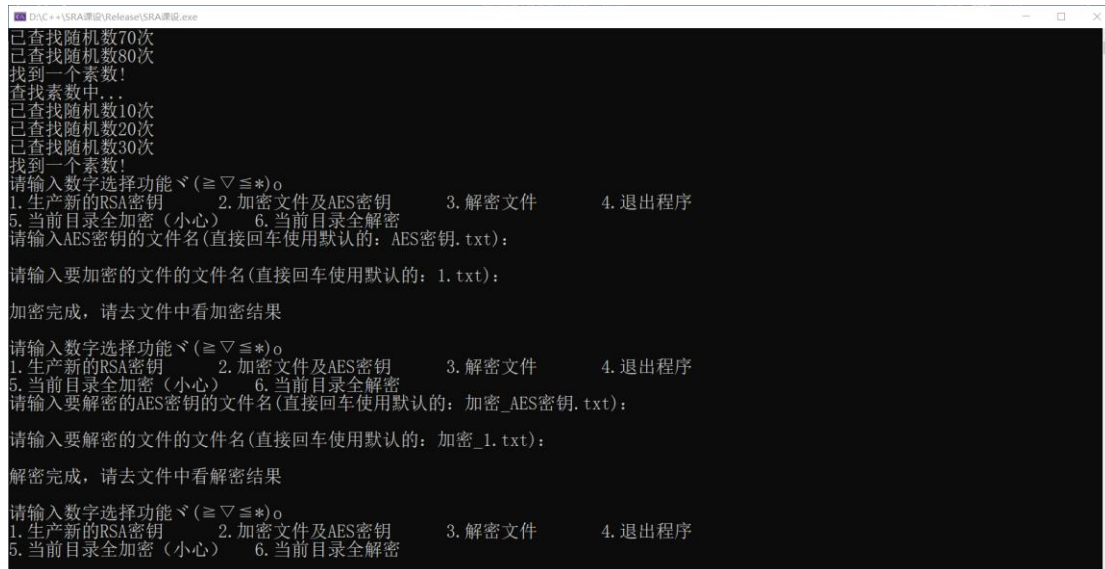 D:\C++\SRA课设\Release\SRA课设.exe
已查找随机数70次
已查找随机数80次
找到一个素数!
查找素数中...
已查找随机数10次
已查找随机数20次
已查找随机数30次
找到一个素数!
请输入数字选择功能ヾ(≧▽≦*)o
1.生产新的RSA密钥 2.加密文件及AES密钥 3.解密文件 4.退出程序
5.当前目录全加密（小心） 6.当前目录全解密
请输入AES密钥的文件名(直接回车使用默认的：AES密钥.txt)：
请输入要加密的文件的文件名(直接回车使用默认的：1.txt)：
加密完成，请去文件中看加密结果
请输入数字选择功能ヾ(≧▽≦*)o
1.生产新的RSA密钥 2.加密文件及AES密钥 3.解密文件 4.退出程序
5.当前目录全加密（小心） 6.当前目录全解密
请输入要解密的AES密钥的文件名(直接回车使用默认的：加密_AES密钥.txt)：
请输入要解密的文件的文件名(直接回车使用默认的：加密_1.txt)：
解密完成，请去文件中看解密结果
请输入数字选择功能ヾ(≧▽≦*)o
1.生产新的RSA密钥 2.加密文件及AES密钥 3.解密文件 4.退出程序
5.当前目录全加密（小心） 6.当前目录全解密